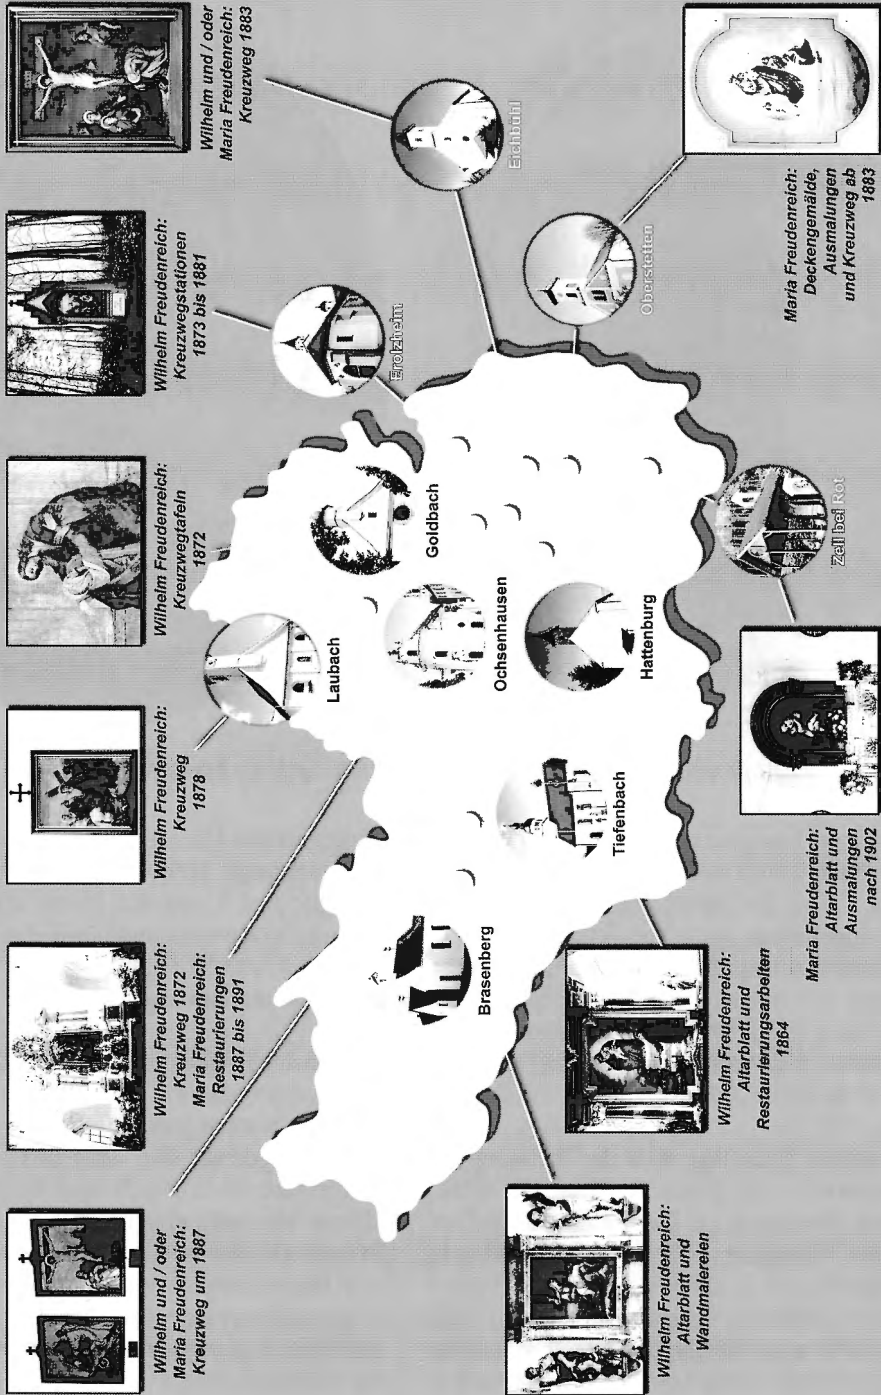 Wilhelm und / oder
Maria Freudenreich:
Kreuzweg um 1887
Wilhelm Freudenreich:
Kreuzweg 1872
Maria Freudenreich:
Restaurierungen
1887 bis 1891
Wilhelm Freudenreich:
Kreuzweg
1878
Wilhelm Freudenreich:
Kreuzwegtafeln
1872
Wilhelm Freudenreich:
Kreuzwegstationen
1873 bis 1881
Wilhelm und / oder
Maria Freudenreich:
Kreuzweg 1883
Laubach
Goldbach
Erolzheim
Eichbühl
Brasenberg
Ochsenhausen
Tiefenbach
Hattenburg
Oberstetten
Zell bei Rot
Wilhelm Freudenreich:
Altarblatt und
Wandmalereien
Wilhelm Freudenreich:
Altarblatt und
Restaurierungsarbeiten
1864
Maria Freudenreich:
Altarblatt und
Ausmalungen
nach 1902
Maria Freudenreich:
Deckengemälde,
Ausmalungen
und Kreuzweg ab
1883